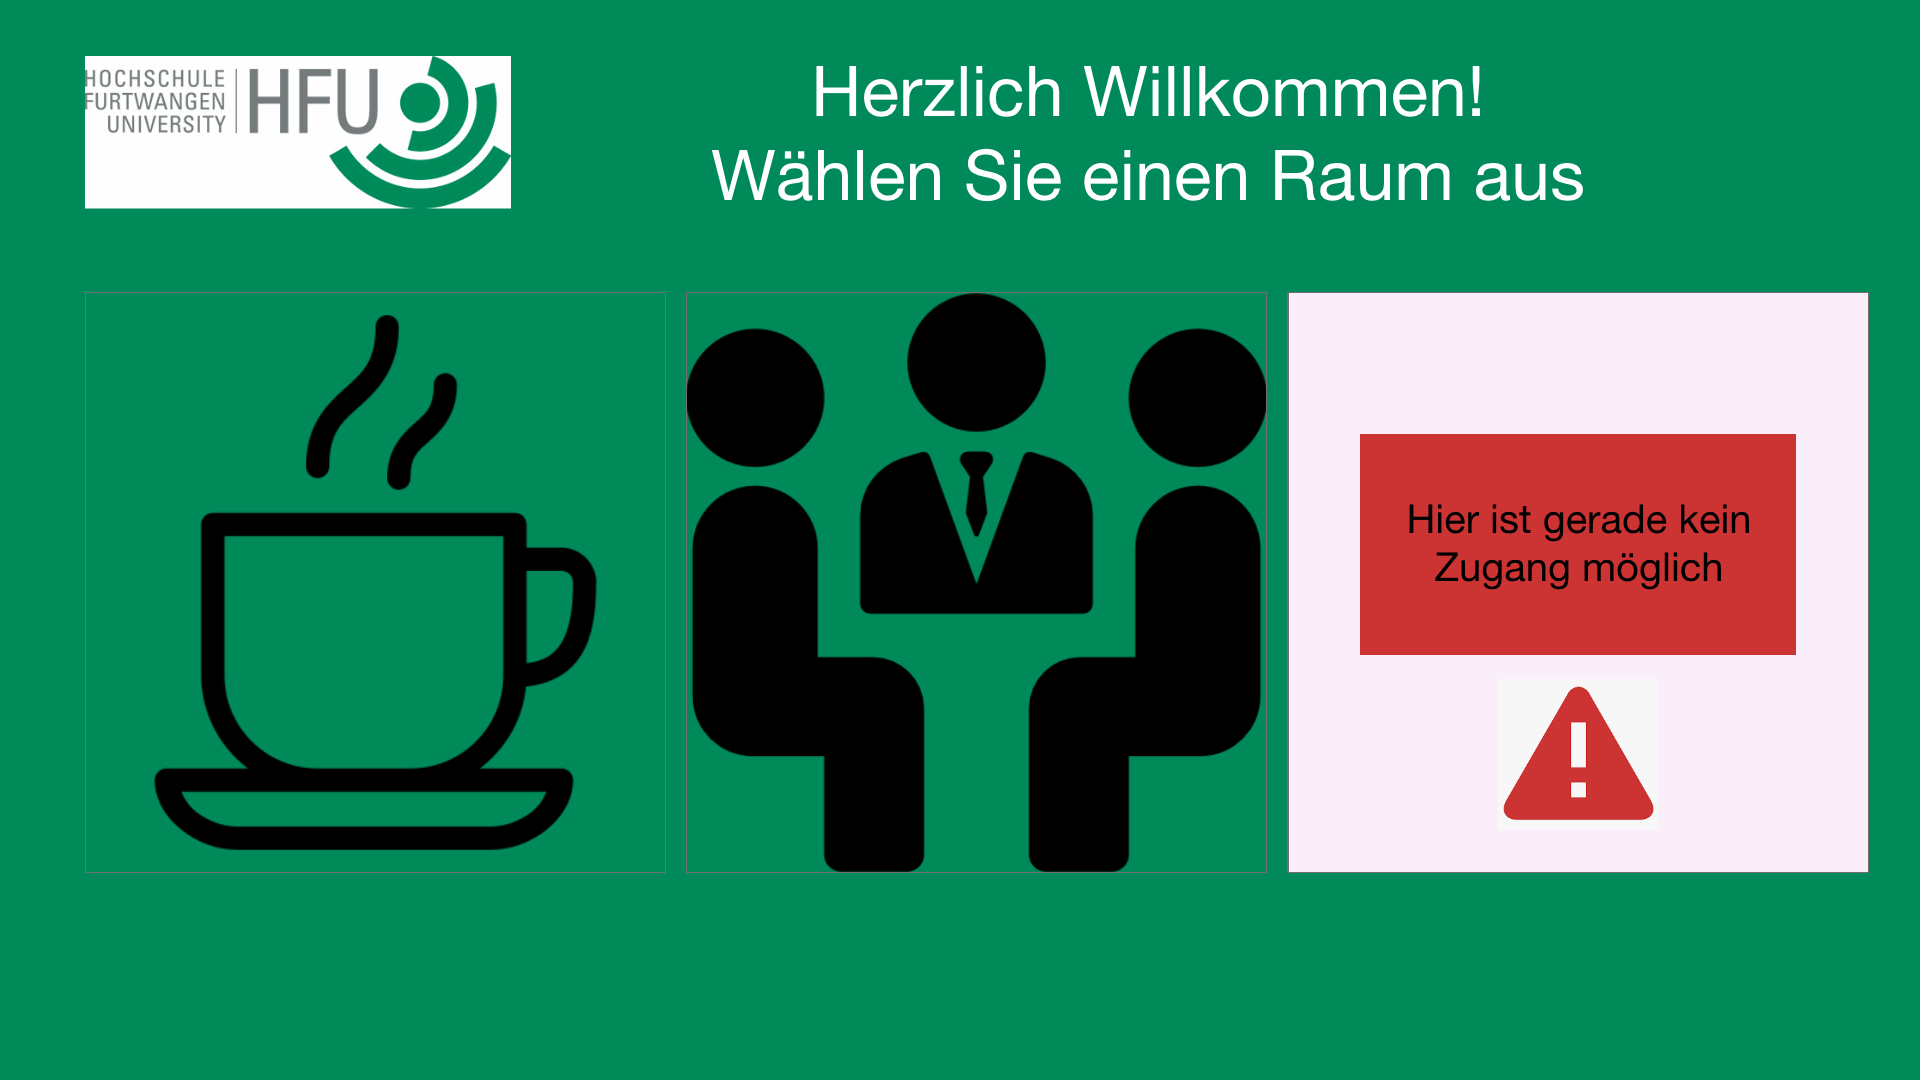 HOCHSCHULE
FURTWANGEN
UNIVERSITY
HFU
Herzlich Willkommen!
Wählen Sie einen Raum aus
Hier ist gerade kein
Zugang möglich